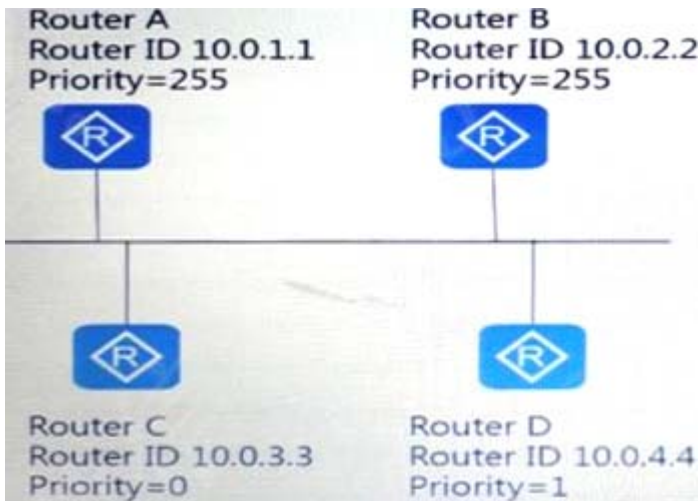 Router A
Router ID 10.0.1.1
Priority=255
Router B
Router ID 10.0.2.2
Priority=255
R
R
R
R
Router C
Router ID 10.0.3.3
Priority=0
Router D
Router ID 10.0.4.4
Priority=1